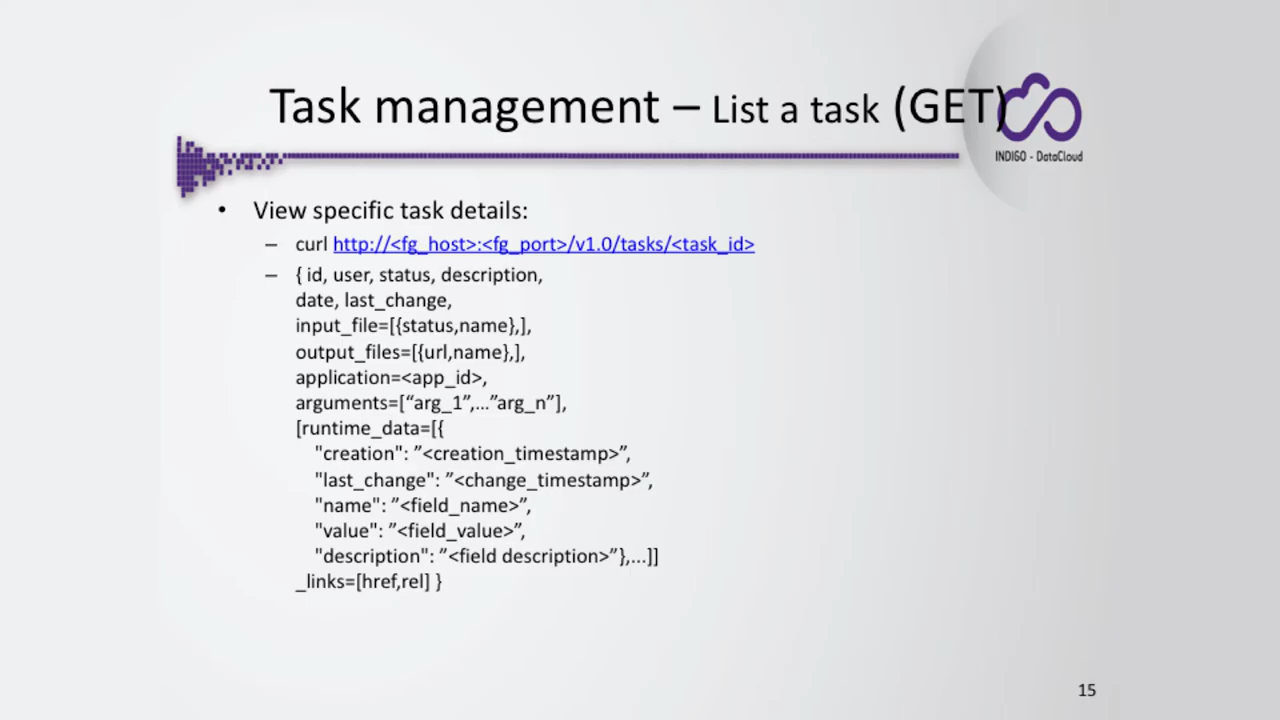 Task management – List a task (GET)
INDIGO - DataCloud
• View specific task details:
– curl http://<fg_host>:<fg_port>/v1.0/tasks/<task_id>
– { id, user, status, description,
date, last_change,
input_file=[{status,name},],
output_files=[{url,name},],
application=<app_id>,
arguments=[“arg_1”,…”arg_n”],
[runtime_data=[{
"creation": ”<creation_timestamp>”,
"last_change": ”<change_timestamp>”,
"name": ”<field_name>”,
"value": ”<field_value>”,
"description": ”<field description>”},...]]
_links=[href,rel] }
15